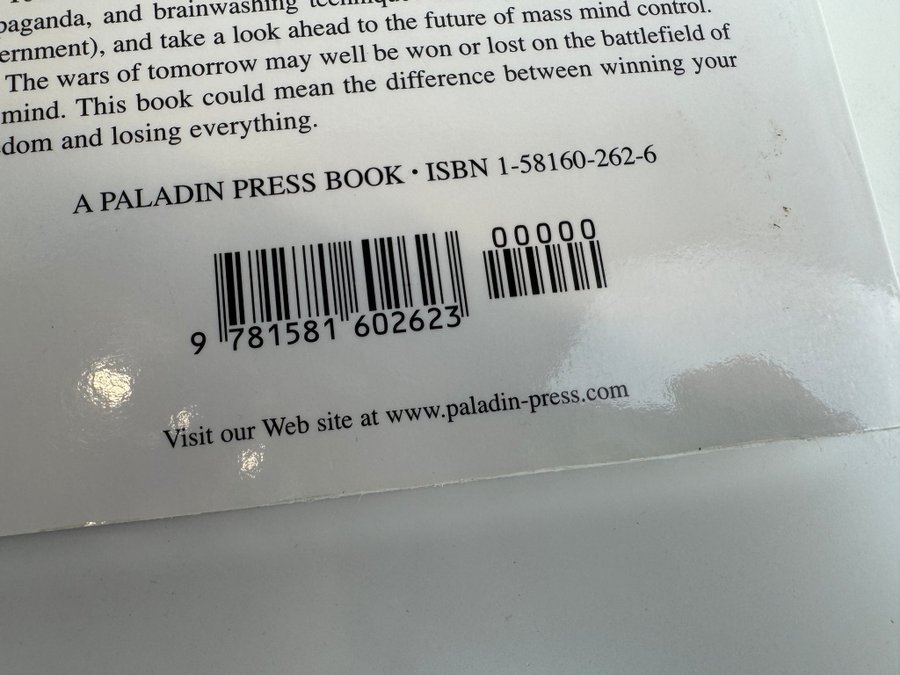 paganda, and brainwashing
ernment), and take a look ahead to the future of mass mind control.
The wars of tomorrow may well be won or lost on the battlefield of
mind. This book could mean the difference between winning your
dom and losing everything.
A PALADIN PRESS BOOK • ISBN 1-58160-262-6
00000
9 781581 602623
Visit our Web site at www.paladin-press.com